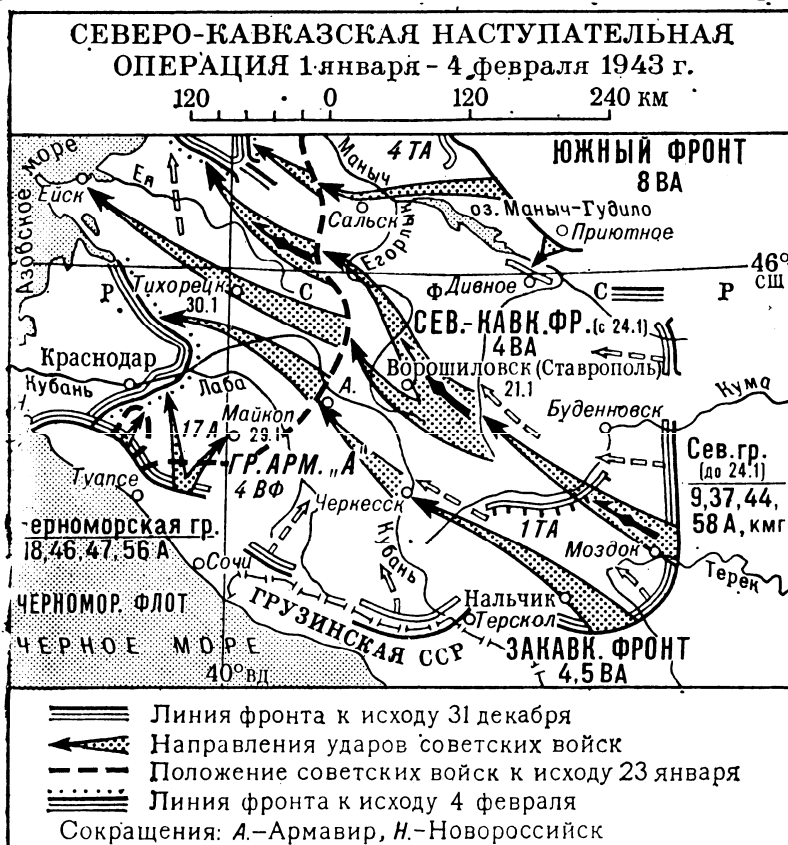 СЕВЕРО-КАВКАЗСКАЯ НАСТУПАТЕЛЬНАЯ
ОПЕРАЦИЯ 1 января - 4 февраля 1943 г.
120 0 120 240 км
Азовское море
Ейск
Ея
Маныч
4 ТА
ЮЖНЫЙ ФРОНТ
8 ВА
Сальск
оз. Маныч-Гудило
Приютное
Егорлык
46°
СШ
Дивное
Р С Ф С Р
Тихорецк
30.1
СЕВ.-КАВК.ФР. (с 24.1)
4 ВА
Краснодар
Кубань
Лаба
А.
Ворошиловск (Ставрополь)
21.1
Кума
Буденновск
Н
17 А
Майкоп
29.1
ГР. АРМ. „А"
4 ВФ
Сев.гр.
(до 24.1)
9,37,44,
58 А, кмг
Туапсе
Черкесск
1 ТА
ерноморская гр.
18,46,47,56 А
Кубань
Моздок
Терек
Сочи
ЧЕРНОМОР. ФЛОТ
Нальчик
Терскол
ГРУЗИНСКАЯ ССР
ЧЕРНОЕ МОРЕ
40° ВД
ЗАКАВК. ФРОНТ
4,5 ВА
Линия фронта к исходу 31 декабря
Направления ударов советских войск
Положение советских войск к исходу 23 января
Линия фронта к исходу 4 февраля
Сокращения: А.-Армавир, Н.-Новороссийск